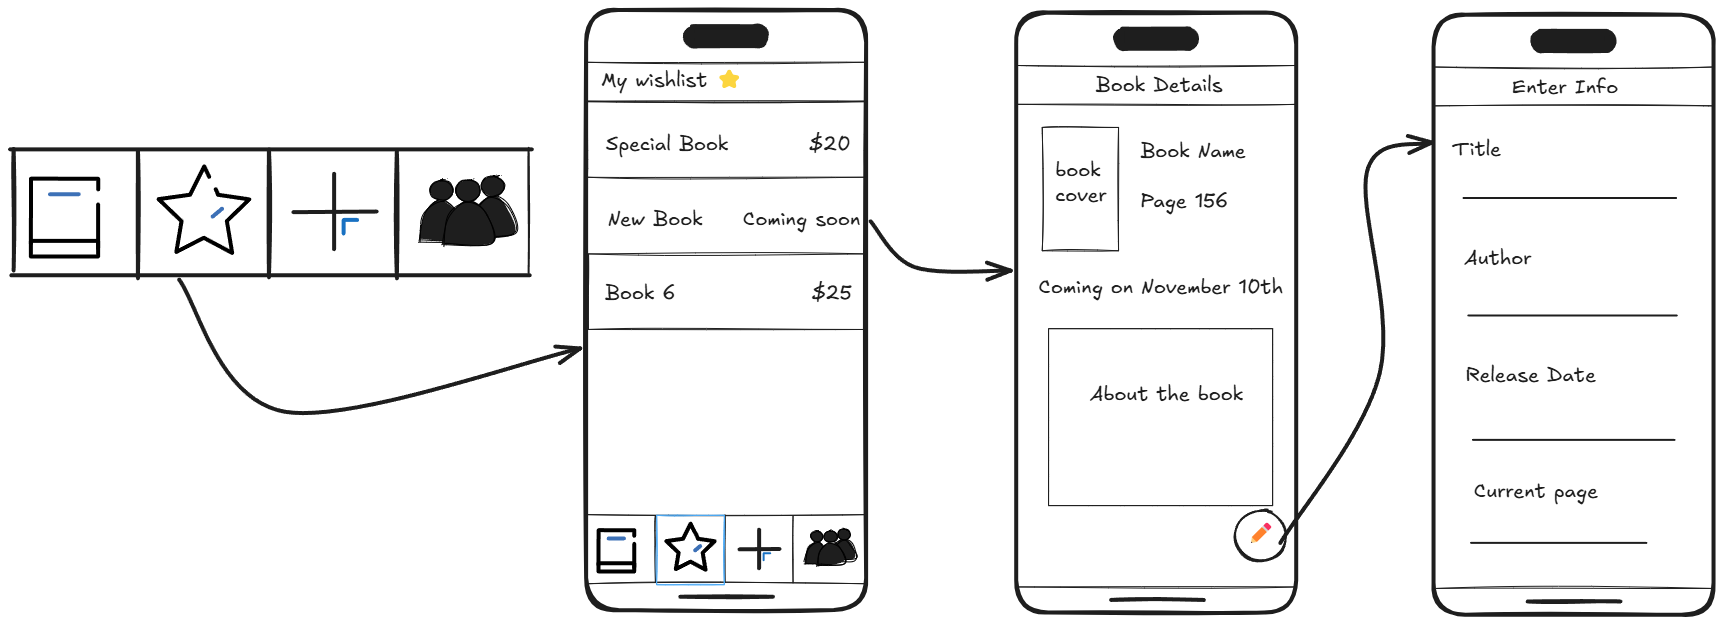 My wishlist
Special Book $20
New Book Coming soon
Book 6 $25
Book Details
book
cover
Book Name
Page 156
Coming on November 10th
About the book
Enter Info
Title
Author
Release Date
Current page